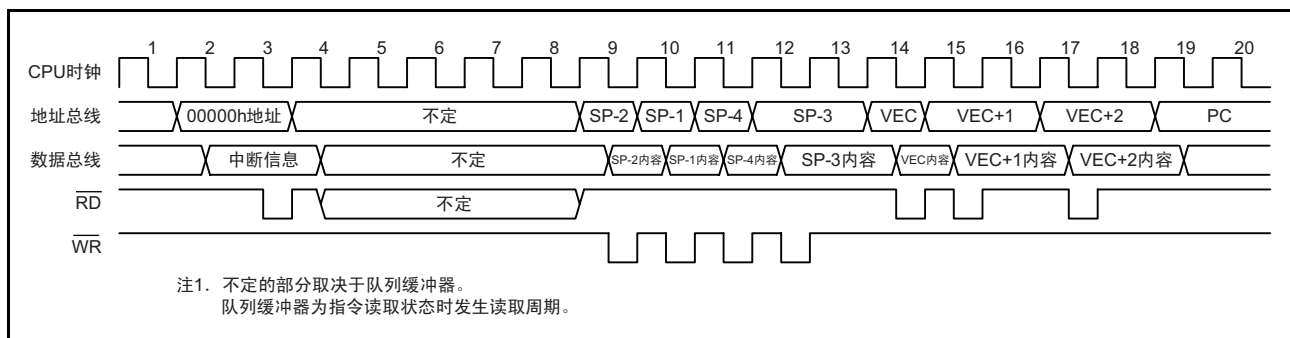 1 2 3 4 5 6 7 8 9 10 11 12 13 14 15 16 17 18 19 20
CPU时钟
地址总线 00000h地址 不定 SP-2 SP-1 SP-4 SP-3 VEC VEC+1 VEC+2 PC
数据总线 中断信息 不定 SP-2内容 SP-1内容 SP-4内容 SP-3内容 VEC内容 VEC+1内容 VEC+2内容
RD 不定
WR
注1. 不定的部分取决于队列缓冲器。
队列缓冲器为指令读取状态时发生读取周期。